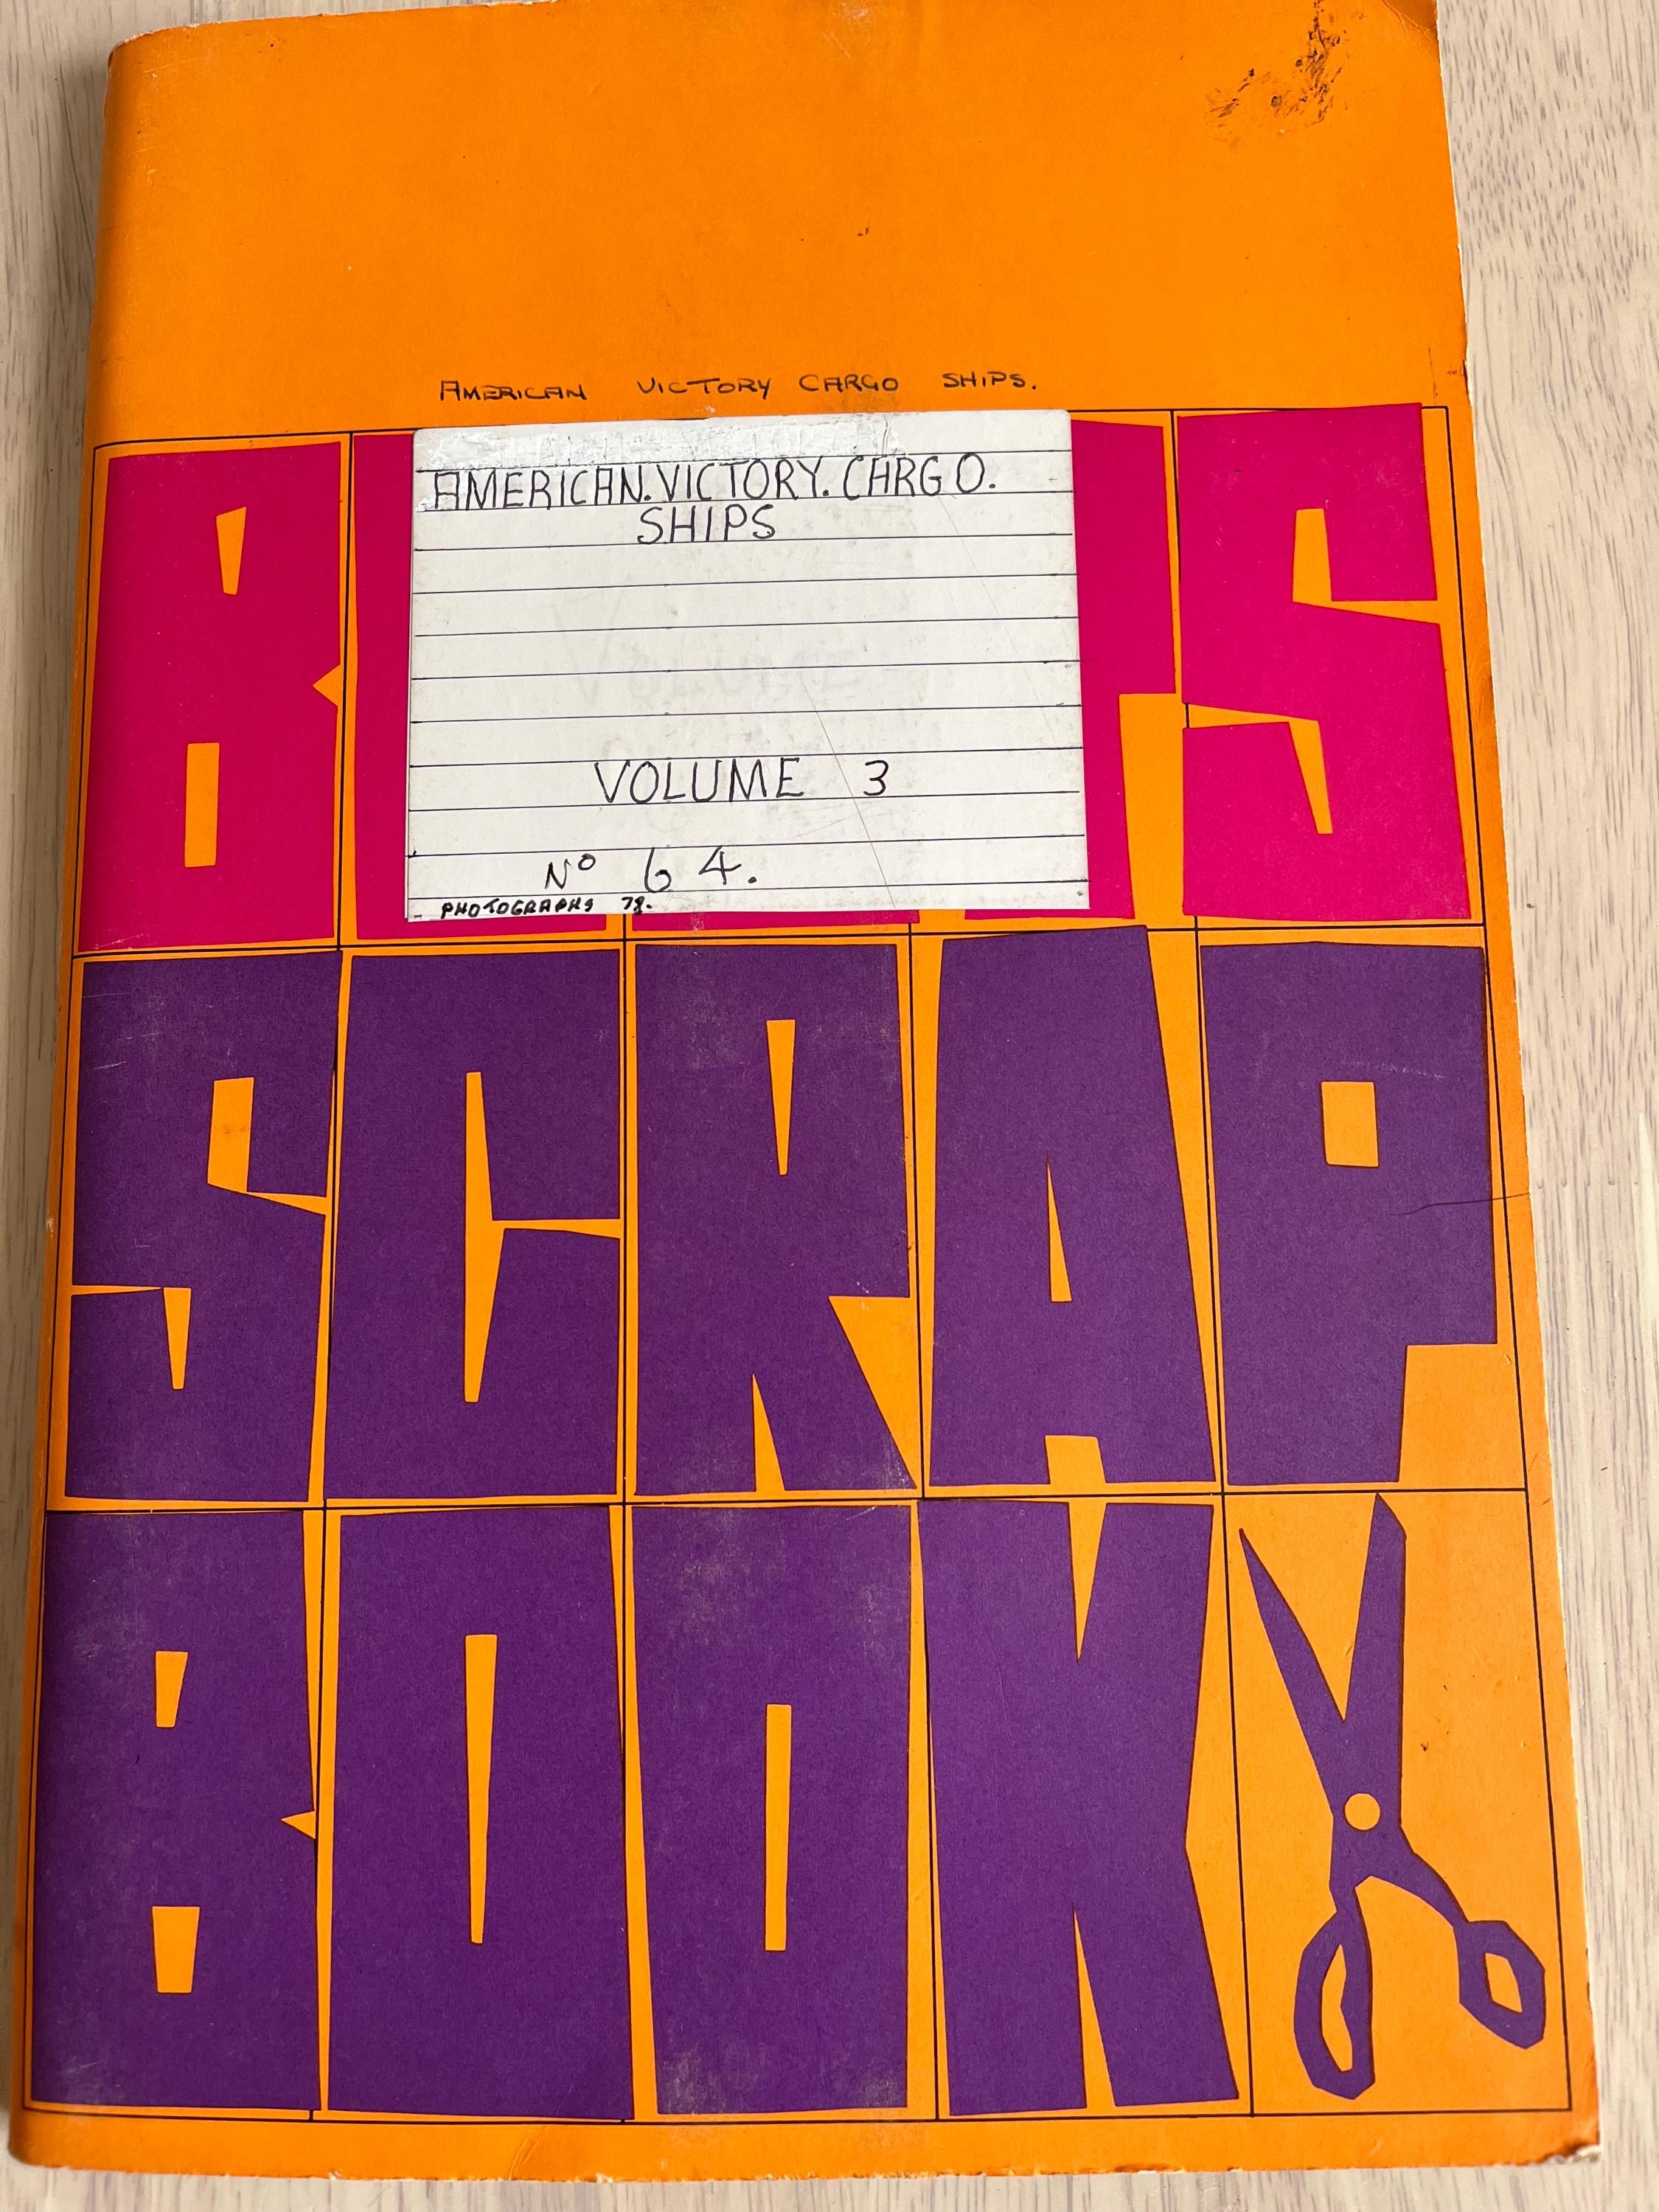 AMERICAN VICTORY CARGO SHIPS.
AMERICAN.VICTORY.CARGO.
SHIPS
VOLUME 3
Nº 64.
PHOTOGRAPHS 78.
SCRAP
BOOK